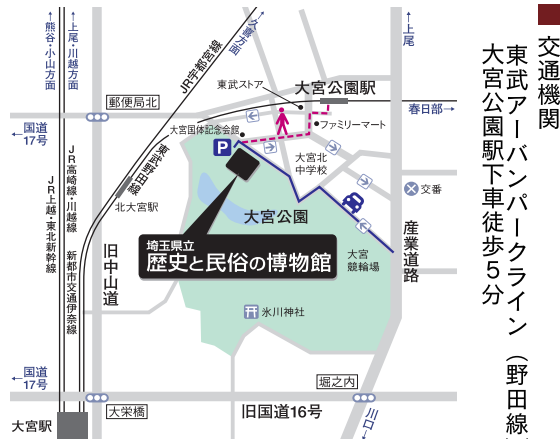 交通機関
東武アーバンパークライン（野田線
大宮公園駅下車徒歩5分
上尾・川越方面
熊谷・小山方面
久喜方面
上尾
JR宇都宮線
東武ストア
大宮公園駅
郵便局北
春日部
ファミリーマート
国道
17号
大宮国体記念会館
P
東武野田線
大宮北
中学校
JR高崎線・川越線
JR上越・東北新幹線
北大宮駅
交番
大宮公園
埼玉県立
歴史と民俗の博物館
産業道路
大宮
競輪場
旧中山道
新都市交通伊奈線
氷川神社
国道
17号
堀之内
大栄橋
旧国道16号
大宮駅
川口